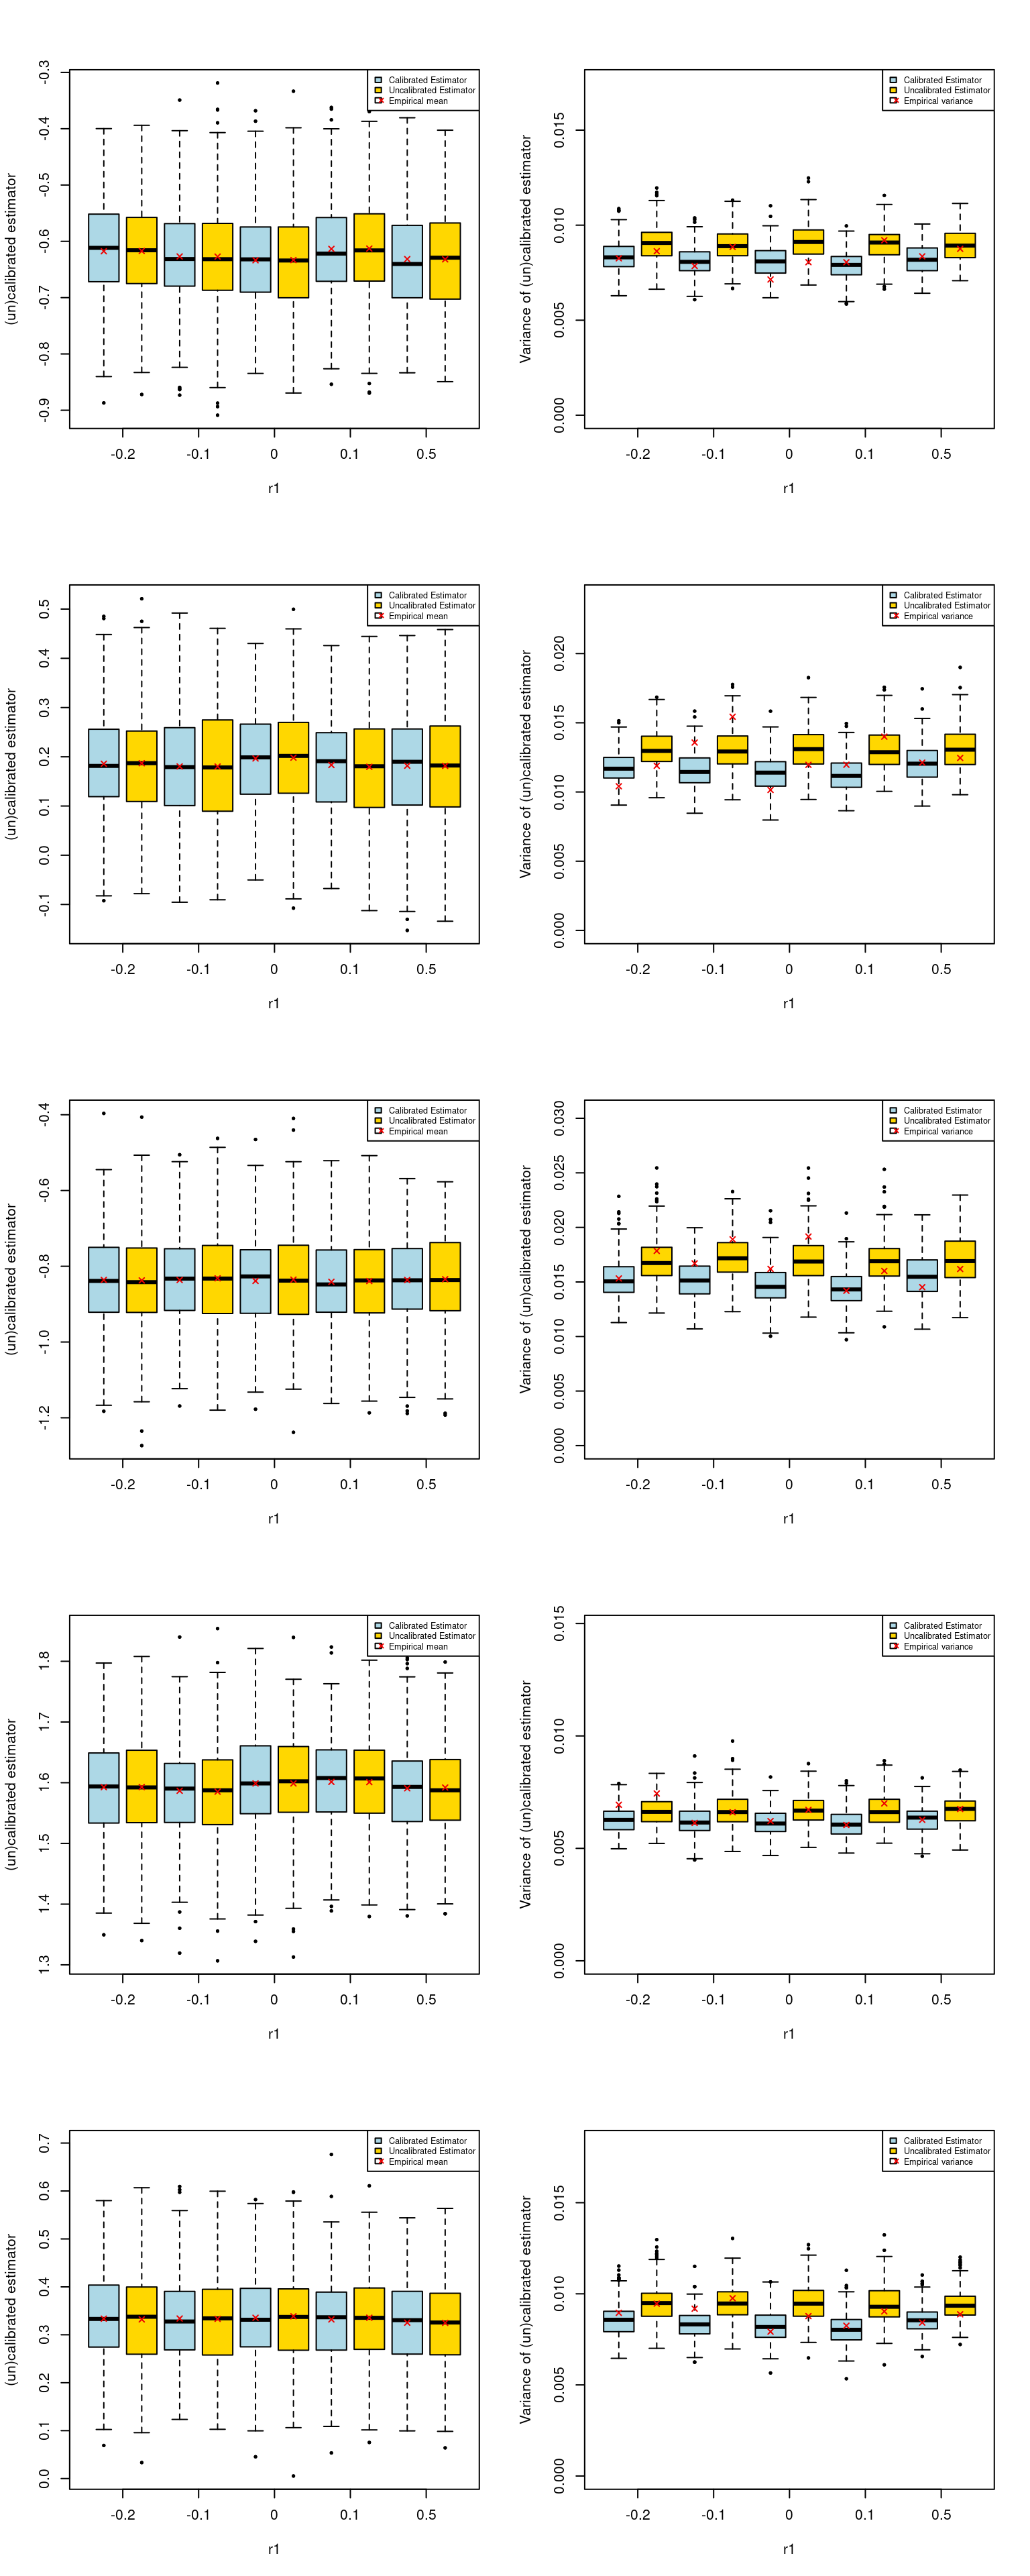 (un)calibrated estimator
-0.3
-0.4
-0.5
-0.6
-0.7
-0.8
-0.9
Calibrated Estimator
Uncalibrated Estimator
Empirical mean
-0.2 -0.1 0 0.1 0.5
r1
Variance of (un)calibrated estimator
0.015
0.010
0.005
0.000
Calibrated Estimator
Uncalibrated Estimator
Empirical variance
-0.2 -0.1 0 0.1 0.5
r1
(un)calibrated estimator
0.5
0.4
0.3
0.2
0.1
0.0
-0.1
Calibrated Estimator
Uncalibrated Estimator
Empirical mean
-0.2 -0.1 0 0.1 0.5
r1
Variance of (un)calibrated estimator
0.020
0.015
0.010
0.005
0.000
Calibrated Estimator
Uncalibrated Estimator
Empirical variance
-0.2 -0.1 0 0.1 0.5
r1
(un)calibrated estimator
-0.4
-0.6
-0.8
-1.0
-1.2
Calibrated Estimator
Uncalibrated Estimator
Empirical mean
-0.2 -0.1 0 0.1 0.5
r1
Variance of (un)calibrated estimator
0.030
0.025
0.020
0.015
0.010
0.005
0.000
Calibrated Estimator
Uncalibrated Estimator
Empirical variance
-0.2 -0.1 0 0.1 0.5
r1
(un)calibrated estimator
1.8
1.7
1.6
1.5
1.4
1.3
Calibrated Estimator
Uncalibrated Estimator
Empirical mean
-0.2 -0.1 0 0.1 0.5
r1
Variance of (un)calibrated estimator
0.015
0.010
0.005
0.000
Calibrated Estimator
Uncalibrated Estimator
Empirical variance
-0.2 -0.1 0 0.1 0.5
r1
(un)calibrated estimator
0.7
0.6
0.5
0.4
0.3
0.2
0.1
0.0
Calibrated Estimator
Uncalibrated Estimator
Empirical mean
-0.2 -0.1 0 0.1 0.5
r1
Variance of (un)calibrated estimator
0.015
0.010
0.005
0.000
Calibrated Estimator
Uncalibrated Estimator
Empirical variance
-0.2 -0.1 0 0.1 0.5
r1